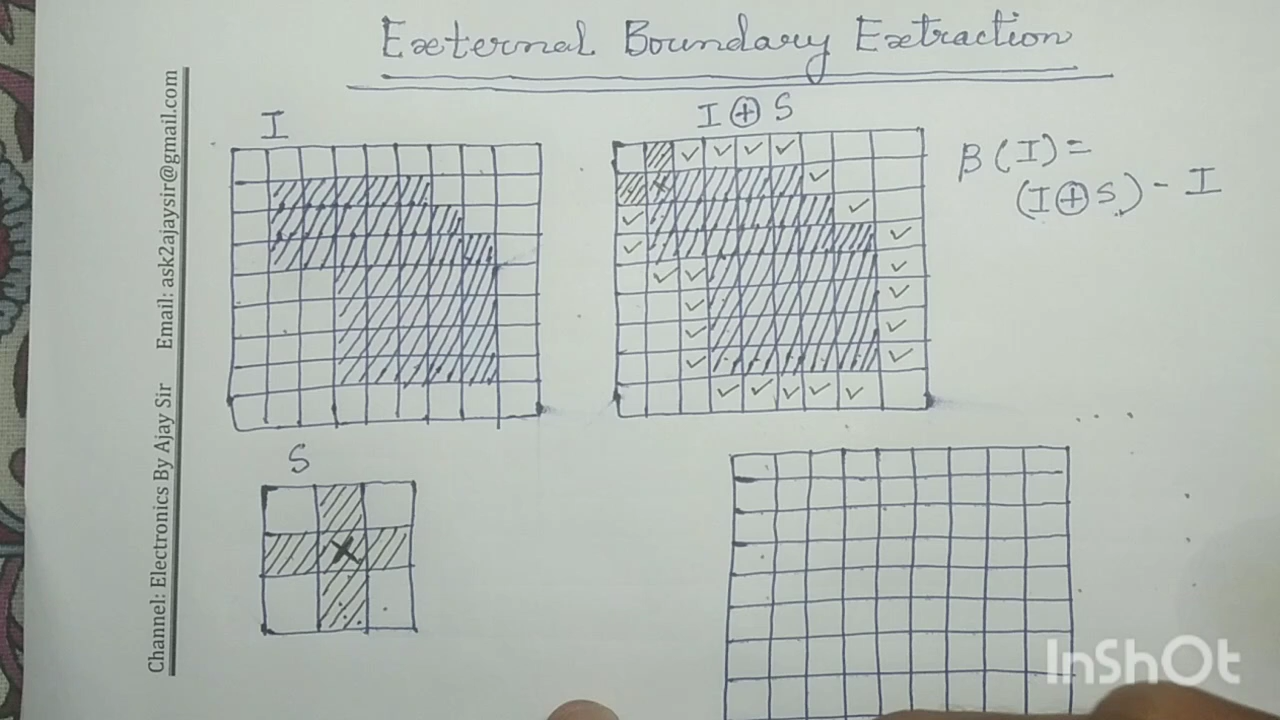 External Boundary Extraction
I
I ⊕ S
β(I) =
(I⊕S) - I
S
Channel: Electronics By Ajay Sir Email: ask2ajaysir@gmail.com
InShOt